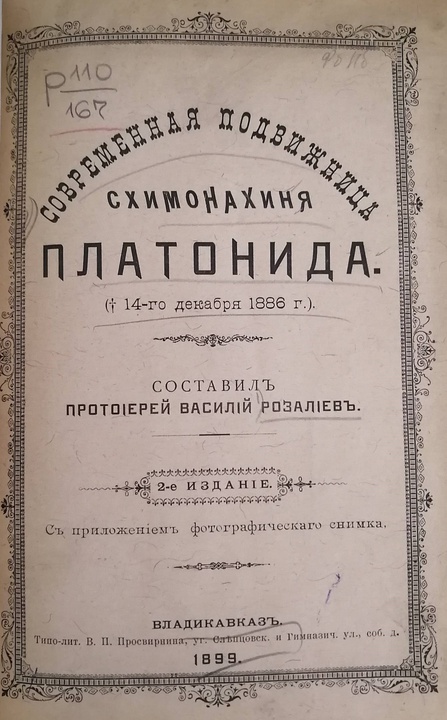 р 110
167
СОВРЕМЕННАЯ ПОДВИЖНИЦА
СХИМОНАХИНЯ
ПЛАТОНИДА.
(† 14-го декабря 1886 г.).
СОСТАВИЛЪ
ПРОТОІЕРЕЙ ВАСИЛІЙ РОЗАЛІЕВЪ.
2-е ИЗДАНІЕ.
Съ приложеніемъ фотографическаго снимка.
ВЛАДИКАВКАЗЪ.
Типо-лит. В. П. Просвирнина, уг. Слѣпцовск. и Гимназич. ул., соб. д.
1899.